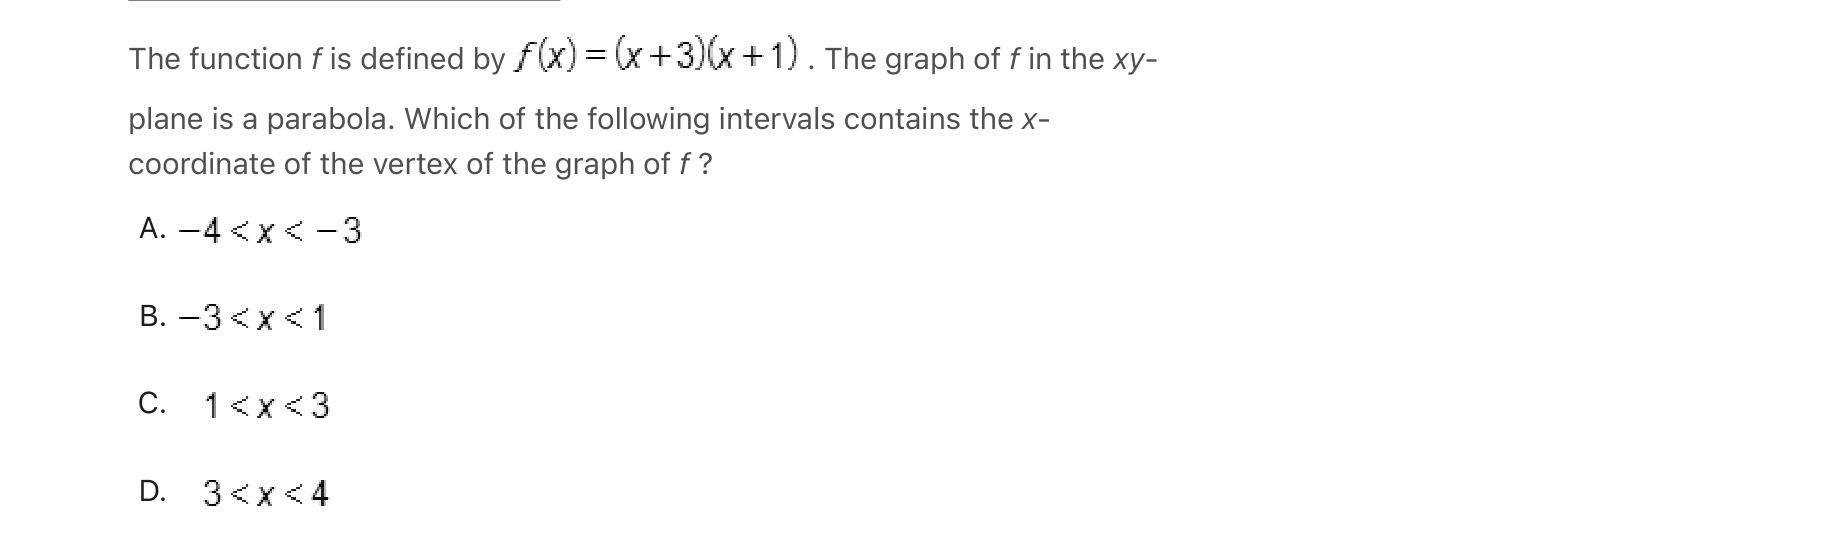 The function f is defined by f(x) = (x+3)(x+1). The graph of f in the xy-
plane is a parabola. Which of the following intervals contains the x-
coordinate of the vertex of the graph of f ?
A. −4 < x < −3
B. −3 < x < 1
C. 1 < x < 3
D. 3 < x < 4